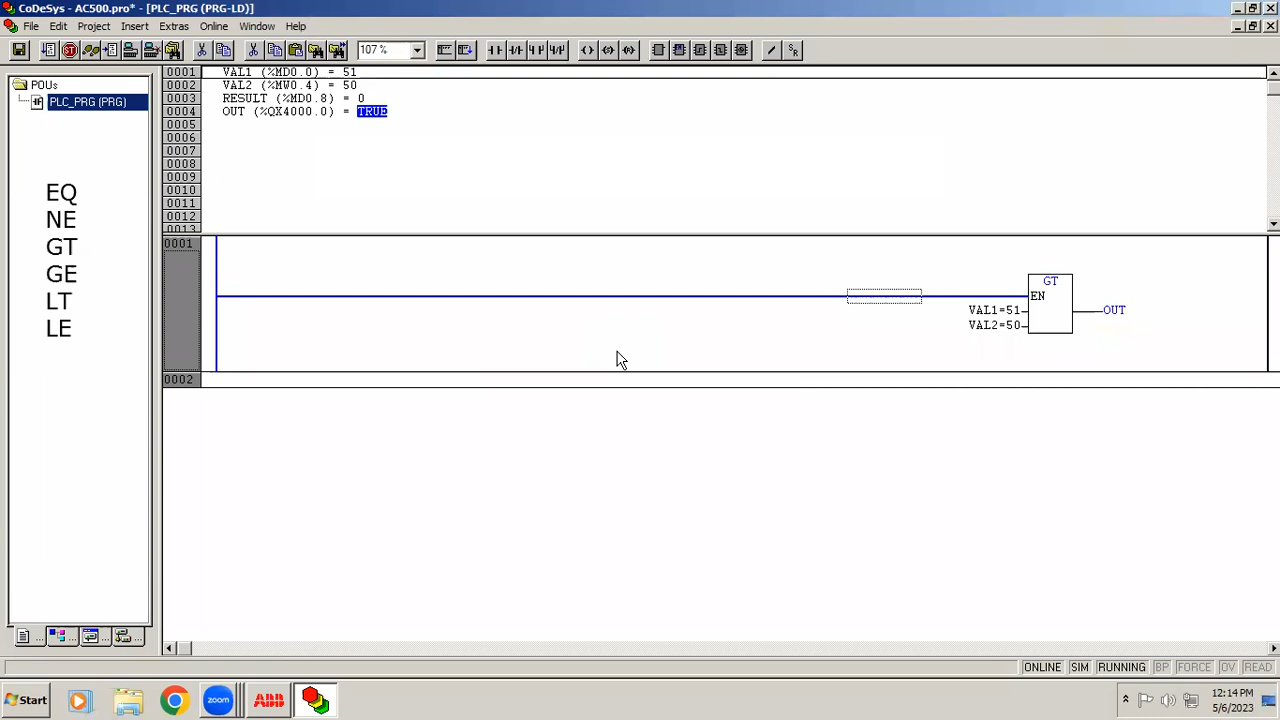 CoDeSys - AC500.pro* - [PLC_PRG (PRG-LD)]
File Edit Project Insert Extras Online Window Help
107 %
POUs
PLC_PRG (PRG)
EQ
NE
GT
GE
LT
LE
0001 VAL1 (%MD0.0) = 51
0002 VAL2 (%MW0.4) = 50
0003 RESULT (%MD0.8) = 0
0004 OUT (%QX4000.0) = TRUE
0005
0006
0007
0008
0009
0010
0011
0012
0013
0001
GT
EN
VAL1=51
VAL2=50
OUT
0002
ONLINE SIM RUNNING BP FORCE OV READ
Start zoom ABB 12:14 PM
5/6/2023